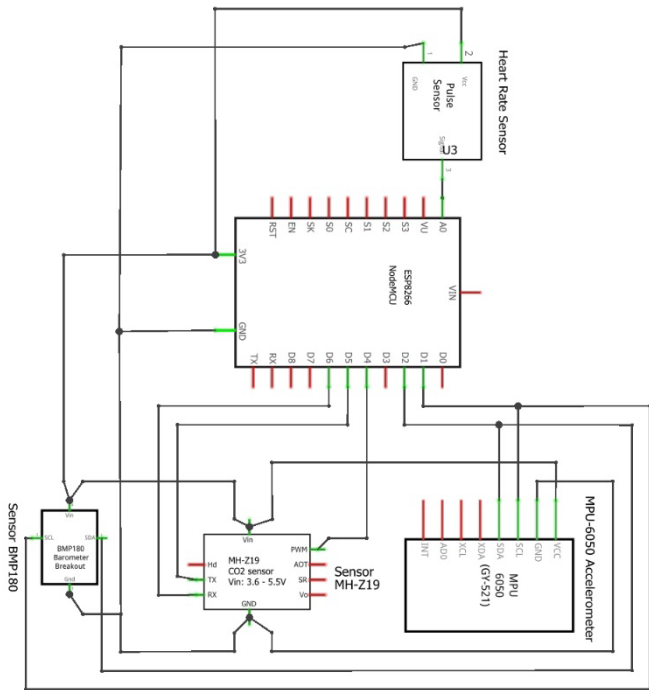 1
2
Vcc
GND
Pulse
Sensor
Signal
U3
3
Heart Rate Sensor
RST
EN
SK
S0
SC
S1
S2
S3
VU
A0
3V3
GND
ESP8266
NodeMCU
VIN
TX
RX
D8
D7
D6
D5
D4
D3
D2
D1
D0
Sensor BMP180
Vin
SCL
SDA
BMP180
Barometer
Breakout
Gnd
Vin
PWM
Hd
MH-Z19
AOT
TX
CO2 sensor
SR
RX
Vin: 3.6 - 5.5V
Vo
GND
Sensor
MH-Z19
INT
AD0
XCL
XDA
SDA
SCL
GND
VCC
MPU
6050
(GY-521)
MPU-6050 Accelerometer